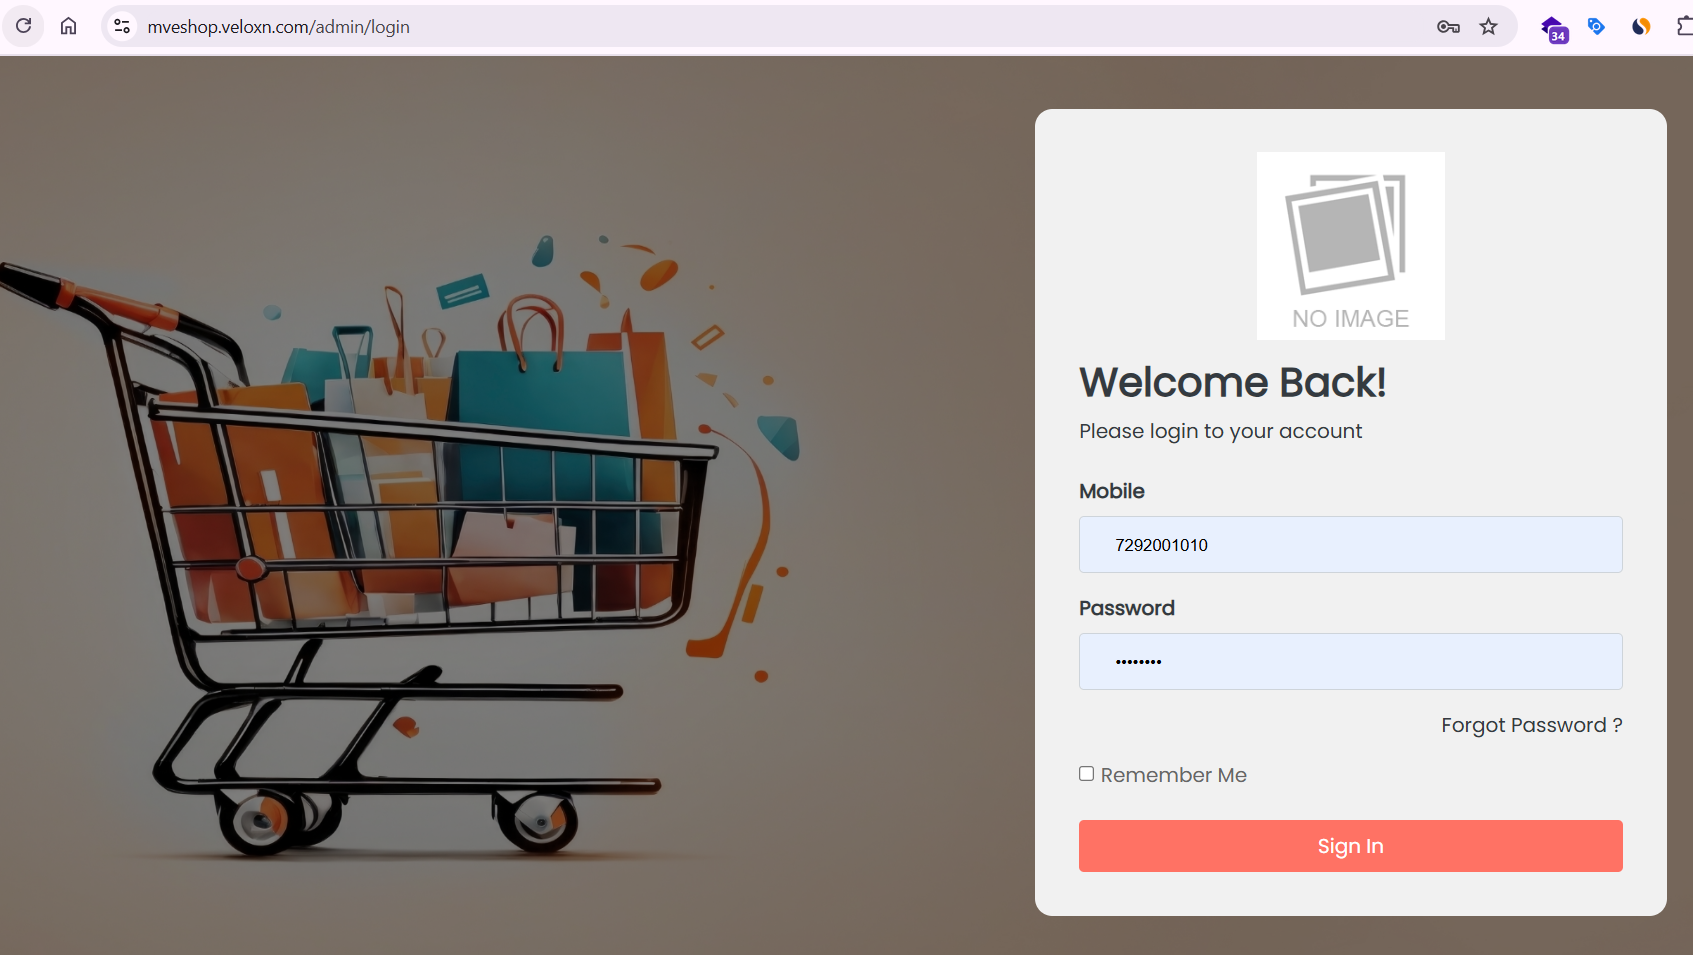 mveshop.veloxn.com/admin/login
34
NO IMAGE
Welcome Back!
Please login to your account
Mobile
7292001010
Password
••••••••
Forgot Password ?
Remember Me
Sign In